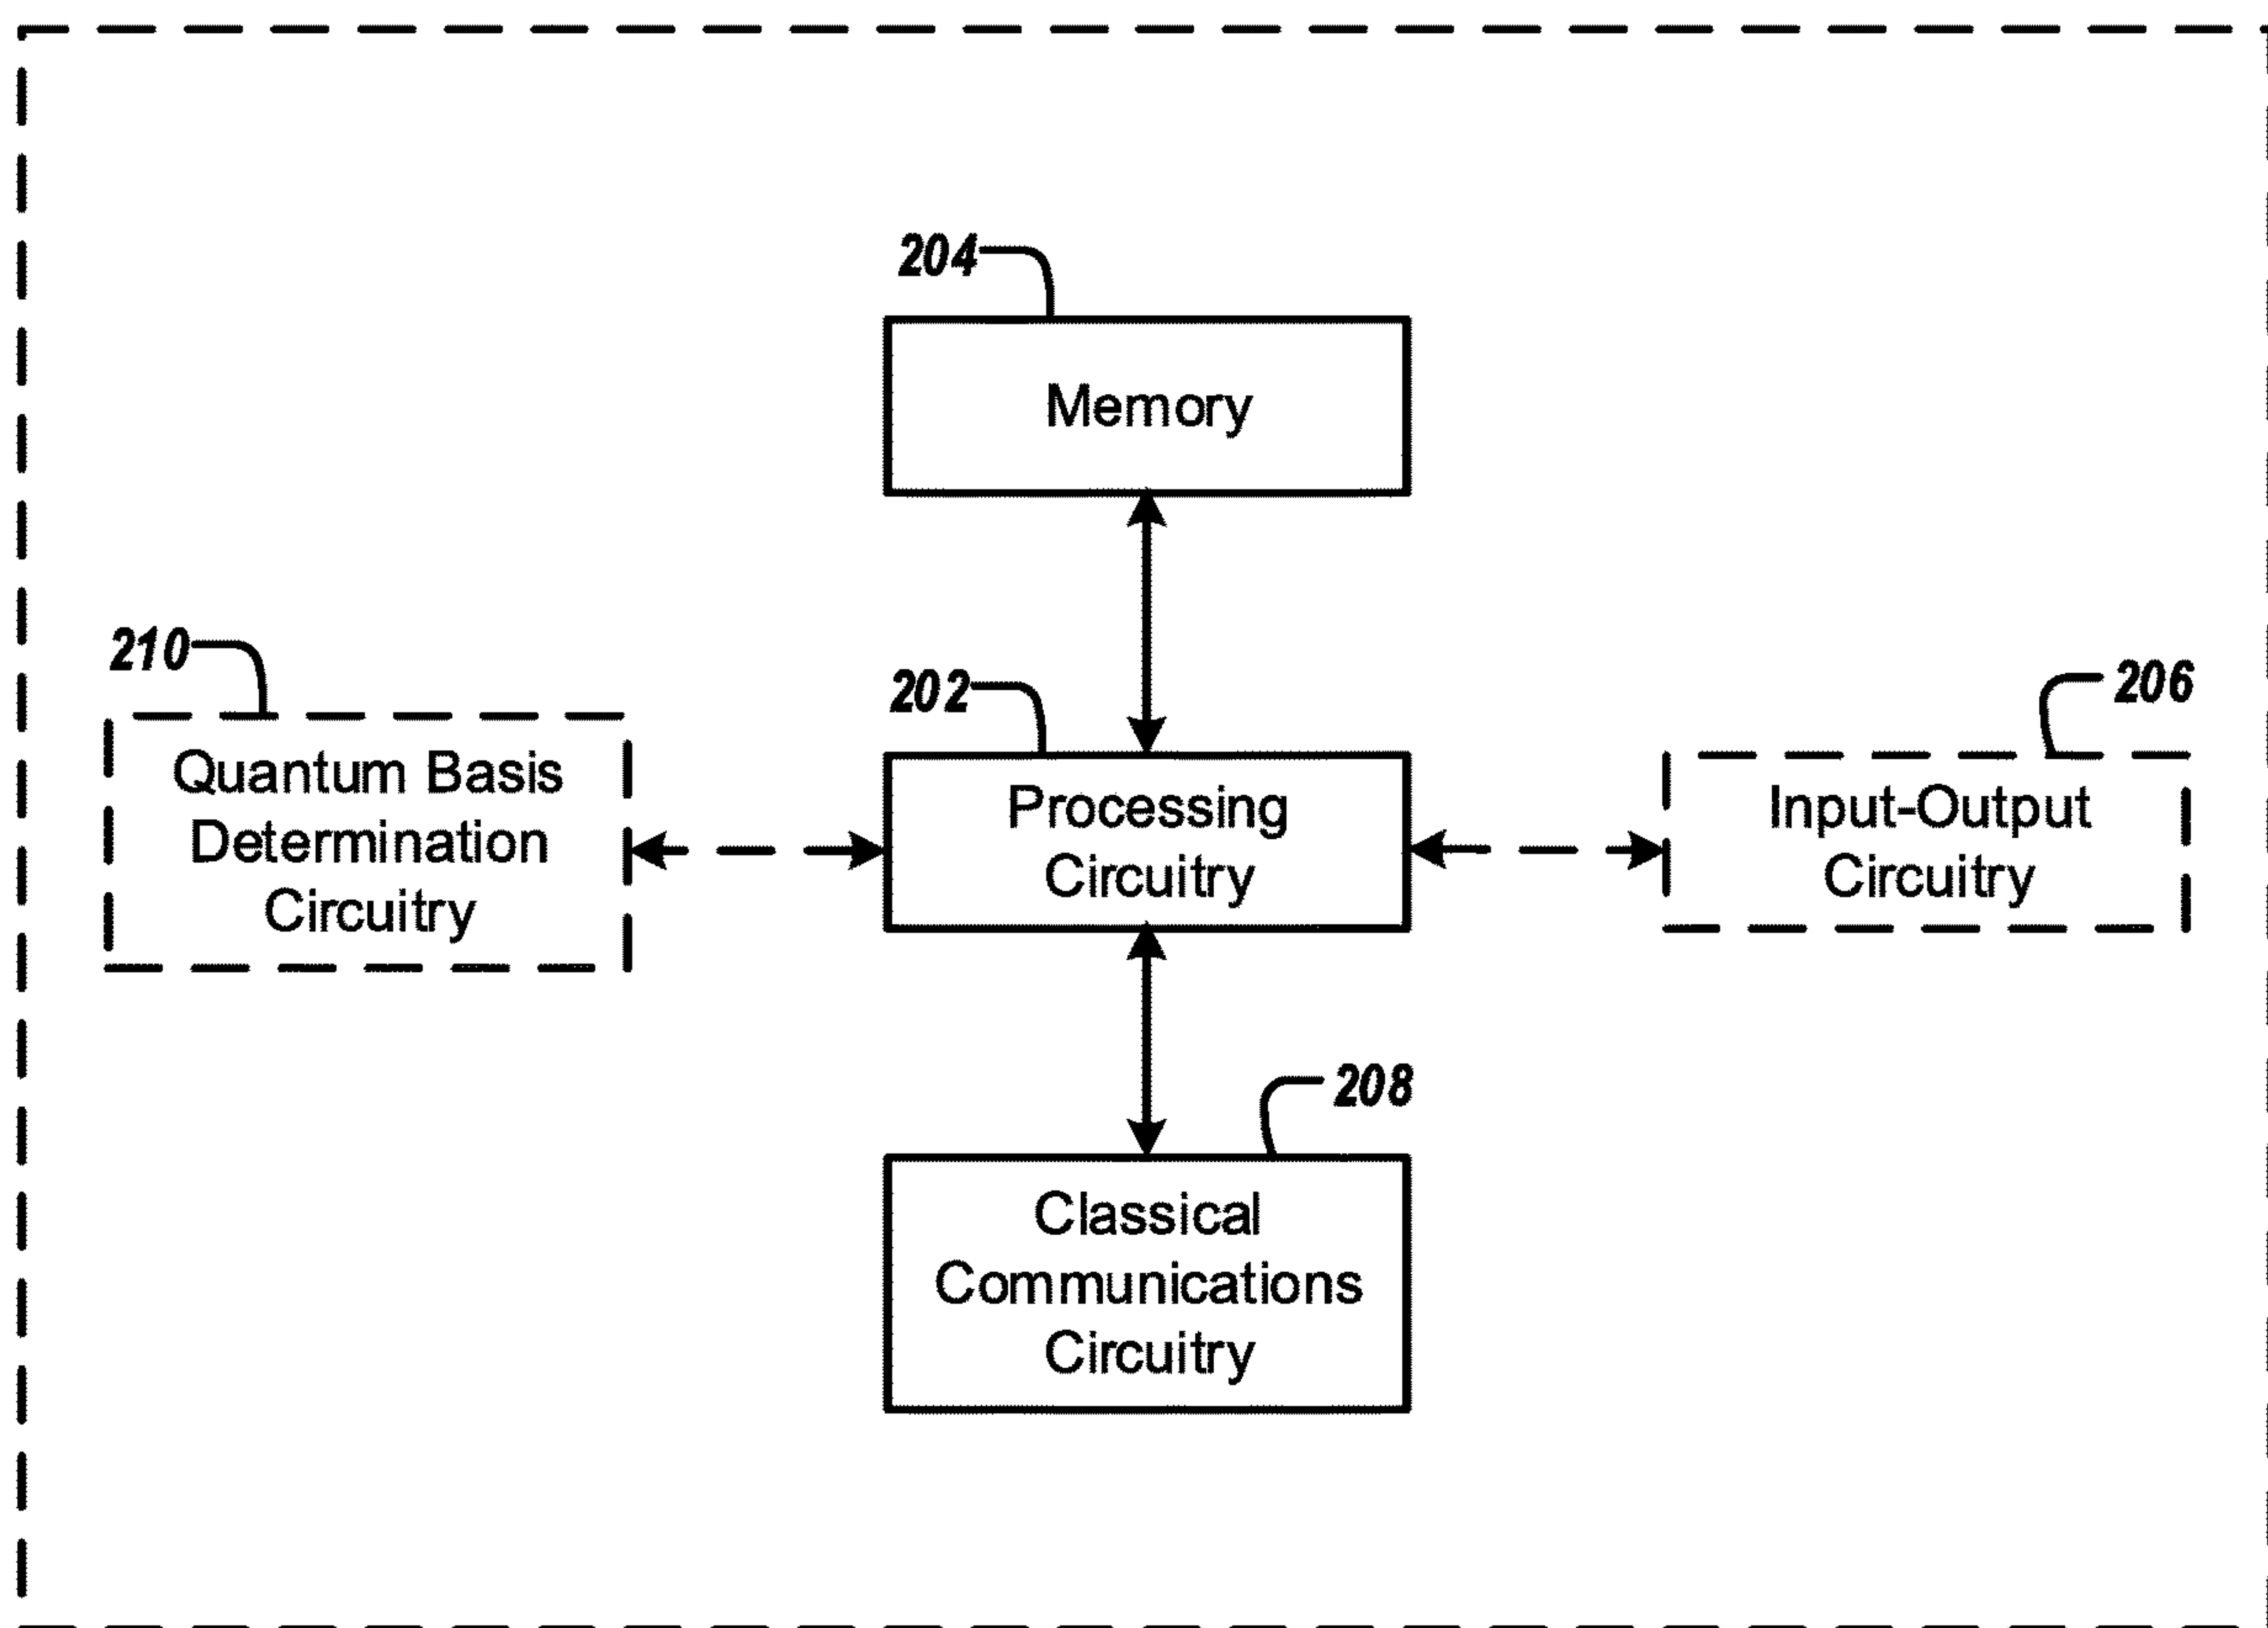 204
Memory
210
Quantum Basis
Determination
Circuitry
202
Processing
Circuitry
206
Input-Output
Circuitry
208
Classical
Communications
Circuitry